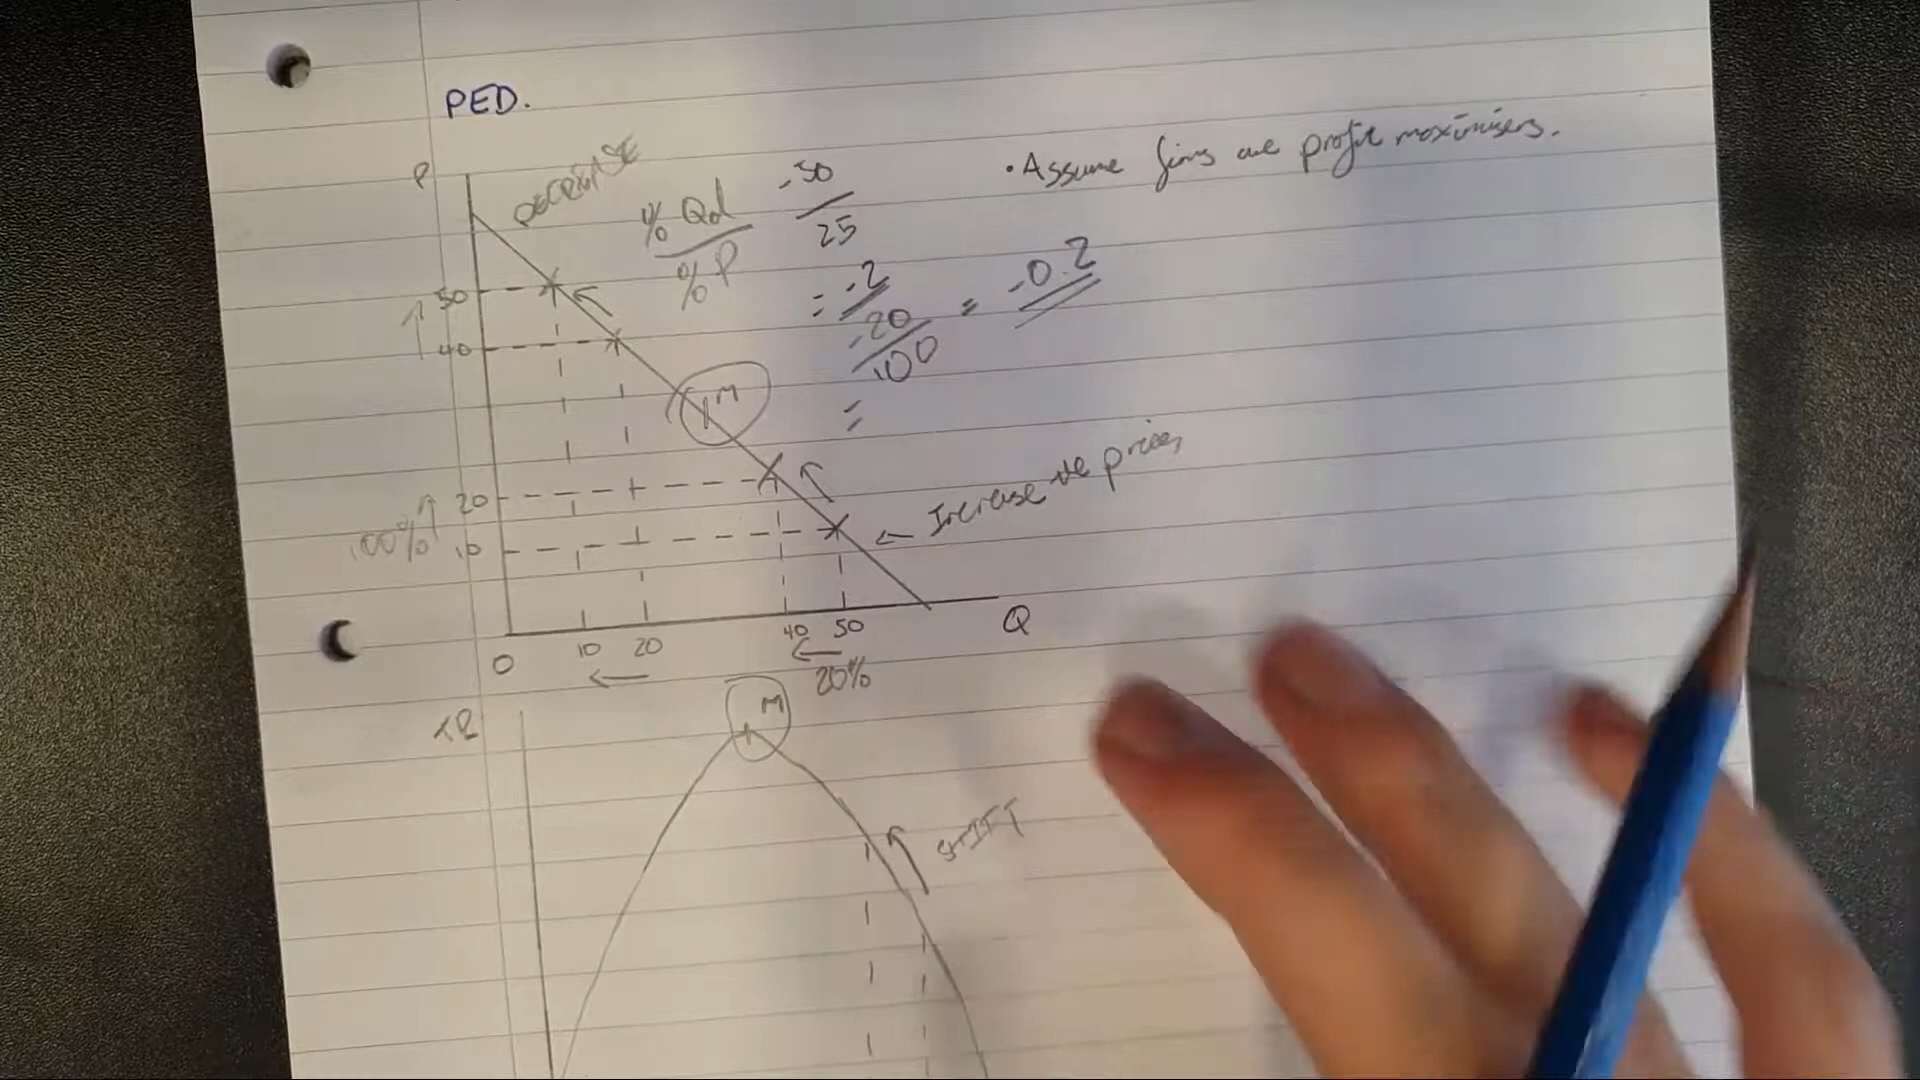 PED.
• Assume firms are profit maximisers.
P
DECREASE
% Qd
% P
-50
25
= -2
-20
100
= -0.2
=
50
40
M
Increase the prices
20
100%
10
0
10
20
40
50
Q
20%
M
TR
SHIFT